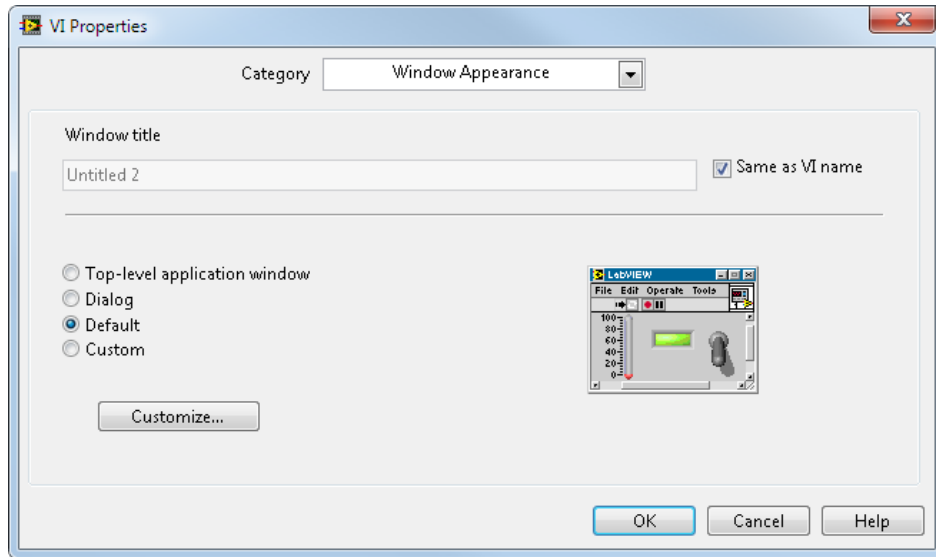 VI Properties
Category Window Appearance
Window title
Untitled 2 Same as VI name
Top-level application window
Dialog
Default
Custom
LabVIEW
File Edit Operate Tools
100
80
60
40
20
0
Customize...
OK Cancel Help